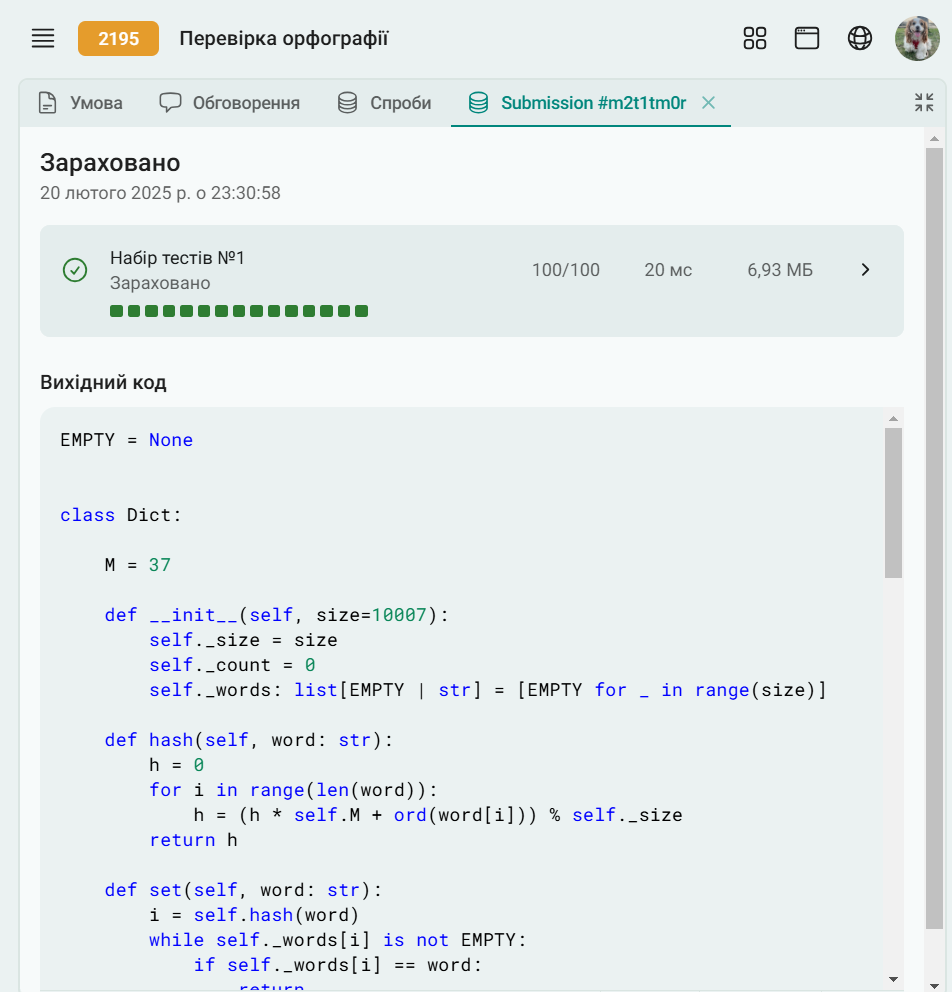 2195 Перевірка орфографії
Умова Обговорення Спроби Submission #m2t1tm0r
Зараховано
20 лютого 2025 р. о 23:30:58
Набір тестів №1
Зараховано
100/100 20 мс 6,93 МБ
Вихідний код
EMPTY = None
class Dict:
    M = 37
    def __init__(self, size=10007):
        self._size = size
        self._count = 0
        self._words: list[EMPTY | str] = [EMPTY for _ in range(size)]
    def hash(self, word: str):
        h = 0
        for i in range(len(word)):
            h = (h * self.M + ord(word[i])) % self._size
        return h
    def set(self, word: str):
        i = self.hash(word)
        while self._words[i] is not EMPTY:
            if self._words[i] == word:
                return